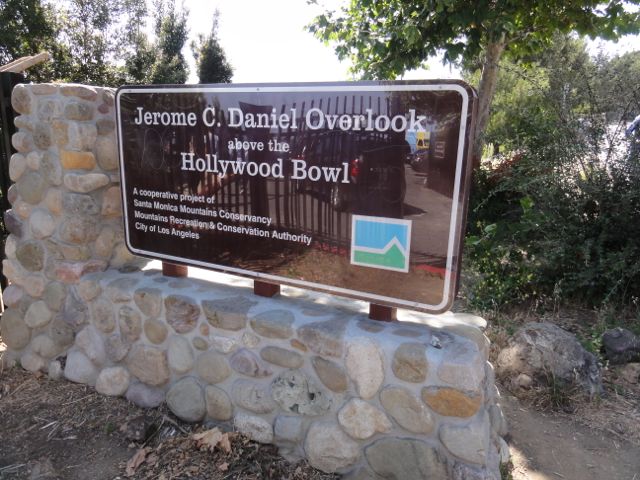 Jerome C. Daniel Overlook
above the
Hollywood Bowl
A cooperative project of
Santa Monica Mountains Conservancy
Mountains Recreation & Conservation Authority
City of Los Angeles